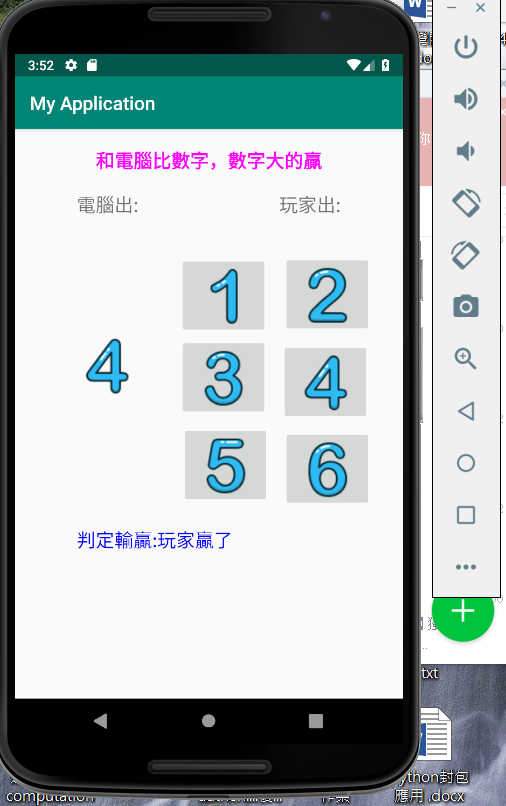 3:52
My Application
和電腦比數字，數字大的贏
電腦出:
玩家出:
1 2
4
3 4
5 6
判定輸贏:玩家贏了
txt
ython封包
應用 .docx
computation
作業